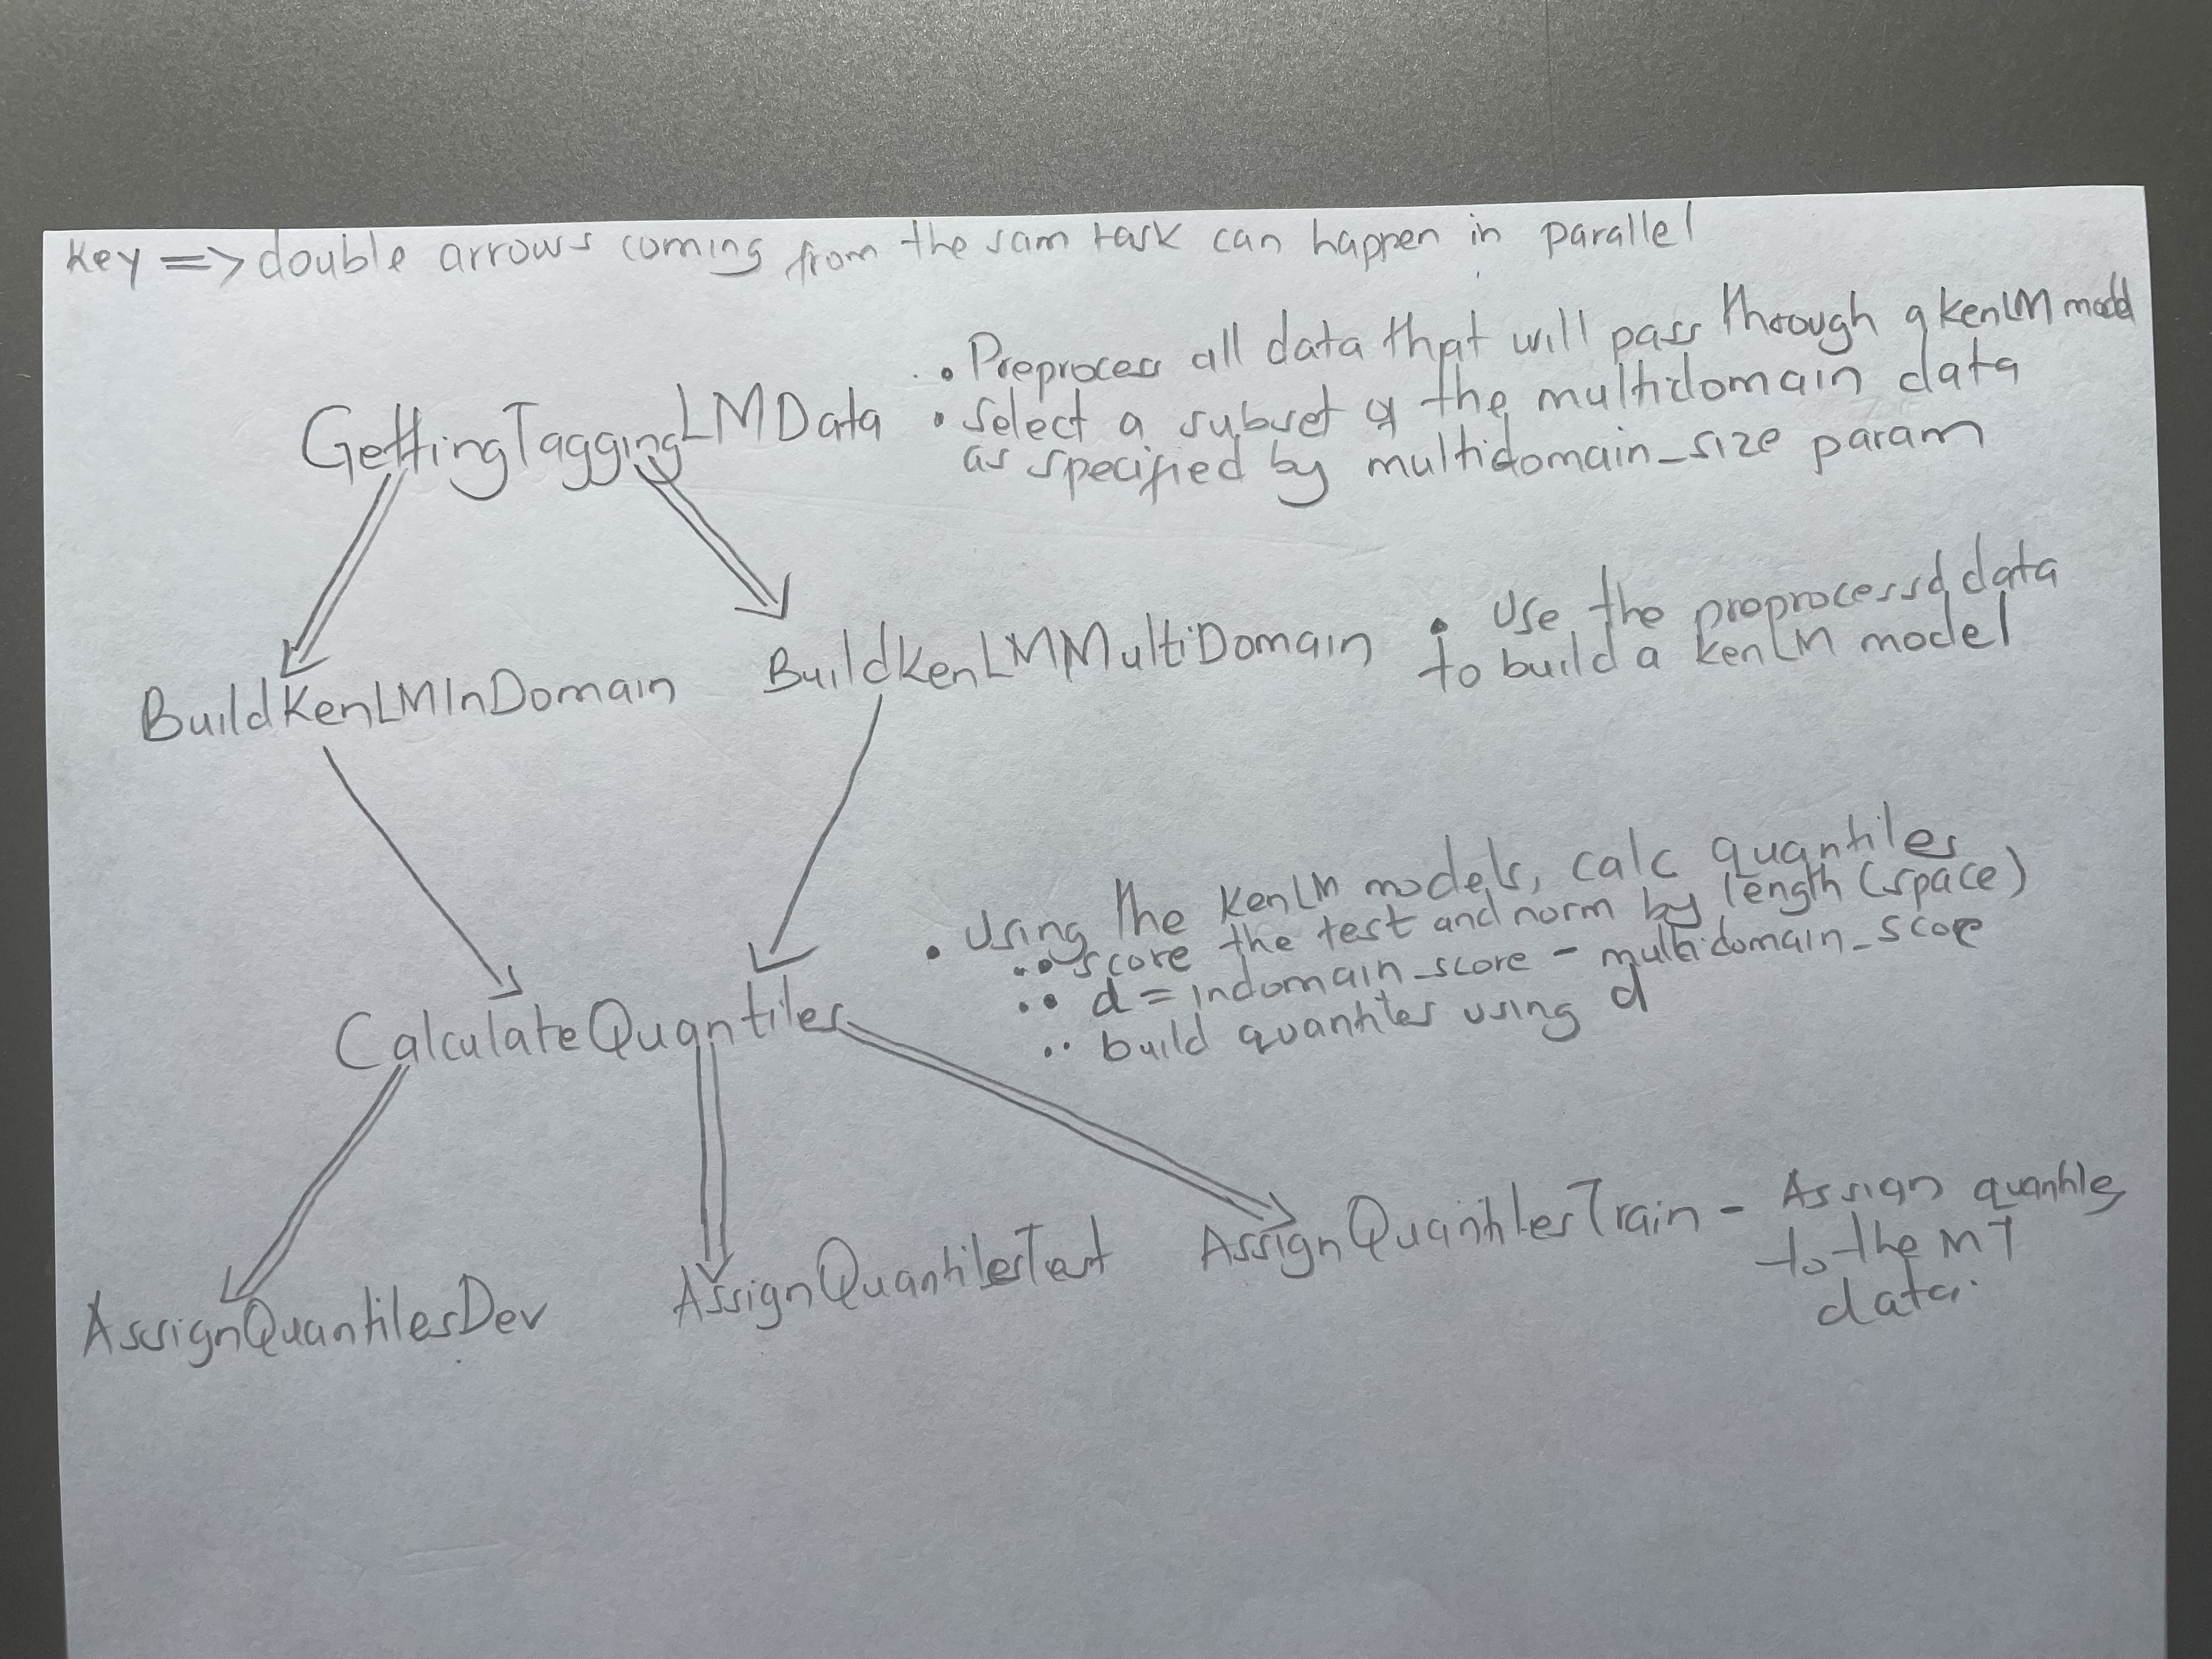 key => double arrows coming from the sam task can happen in parallel
GettingTaggingLMData
• Preprocess all data that will pass through a kenLM model
• select a subset of the multidomain data
as specified by multidomain_size param
BuildKenLMInDomain
BuildKenLMMultiDomain
• Use the preprocessd data
to build a kenLM model
CalculateQuantiles
• Using the KenLM models, calc quantiles
•• score the test and norm by length (space)
•• d = indomain_score - multidomain_score
•• build quantiles using d
AssignQuantilesDev
AssignQuantilesTest
AssignQuantilesTrain - Assign quantiles
to the MT
data.